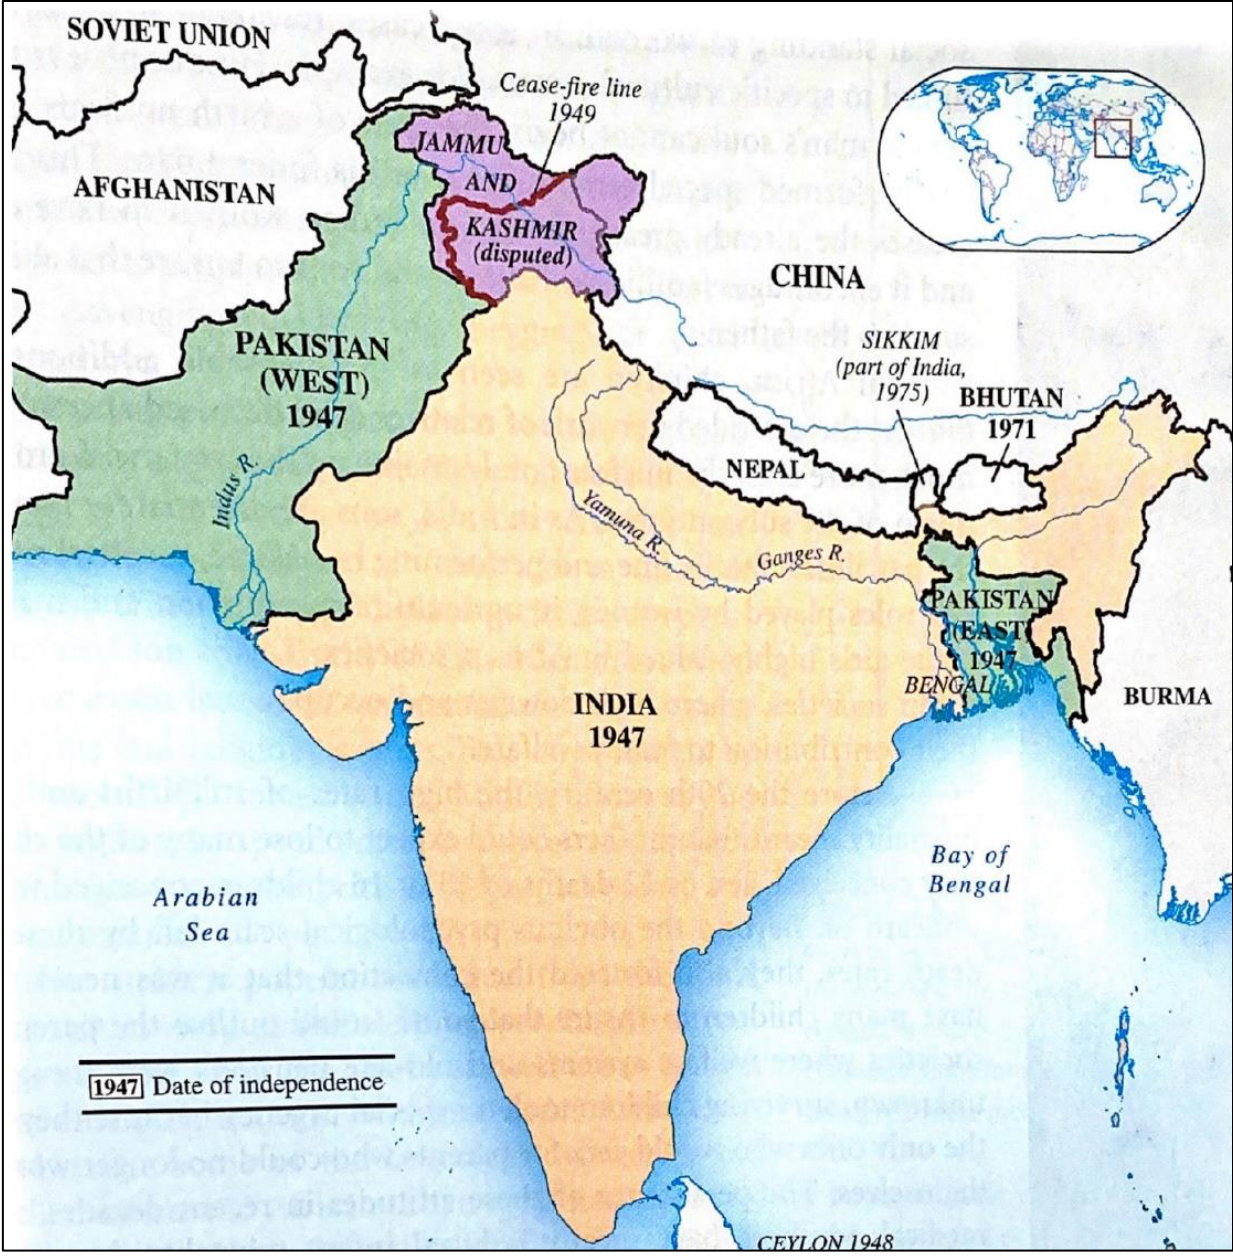 SOVIET UNION
Cease-fire line
1949
JAMMU
AND
KASHMIR
(disputed)
AFGHANISTAN
CHINA
PAKISTAN
(WEST)
1947
SIKKIM
(part of India,
1975)
BHUTAN
1971
NEPAL
Indus R.
Yamuna R.
Ganges R.
PAKISTAN
(EAST)
1947
BENGAL
BURMA
INDIA
1947
Arabian
Sea
Bay of
Bengal
1947 Date of independence
CEYLON 1948